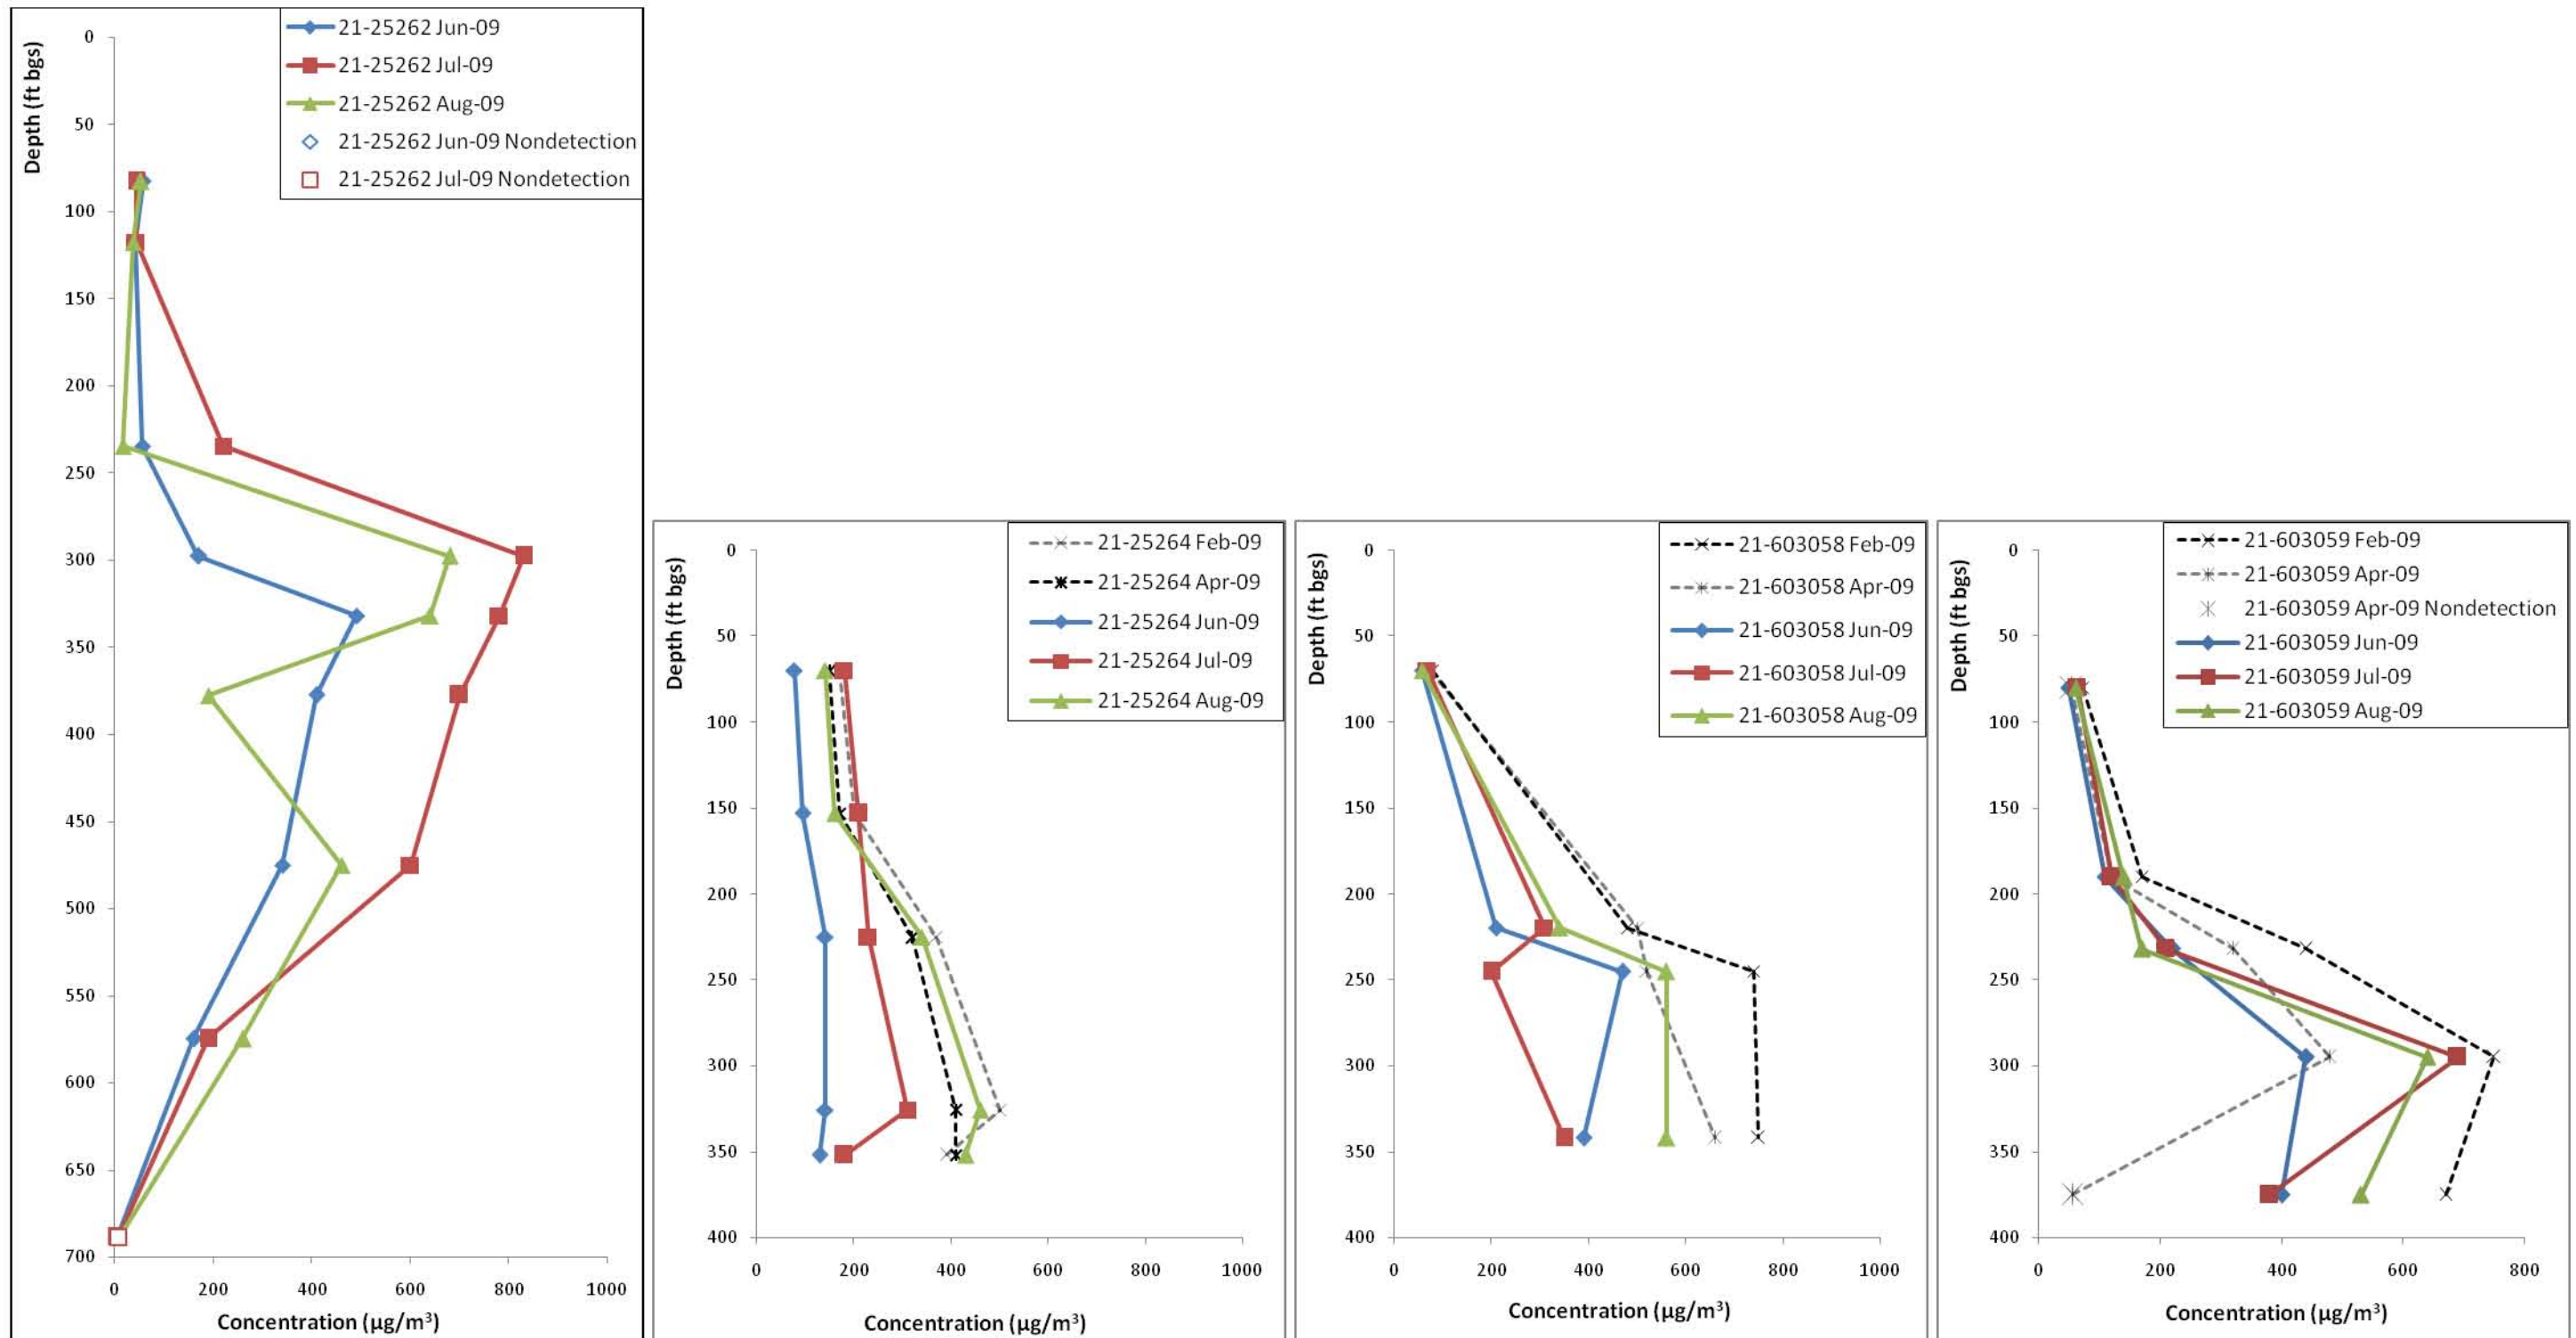 21-25262 Jun-09
21-25262 Jul-09
21-25262 Aug-09
21-25262 Jun-09 Nondetection
21-25262 Jul-09 Nondetection
Depth (ft bgs)
0
50
100
150
200
250
300
350
400
450
500
550
600
650
700
0 200 400 600 800 1000
Concentration (µg/m³)
21-25264 Feb-09
21-25264 Apr-09
21-25264 Jun-09
21-25264 Jul-09
21-25264 Aug-09
Depth (ft bgs)
0
50
100
150
200
250
300
350
400
0 200 400 600 800 1000
Concentration (µg/m³)
21-603058 Feb-09
21-603058 Apr-09
21-603058 Jun-09
21-603058 Jul-09
21-603058 Aug-09
Depth (ft bgs)
0
50
100
150
200
250
300
350
400
0 200 400 600 800 1000
Concentration (µg/m³)
21-603059 Feb-09
21-603059 Apr-09
21-603059 Apr-09 Nondetection
21-603059 Jun-09
21-603059 Jul-09
21-603059 Aug-09
Depth (ft bgs)
0
50
100
150
200
250
300
350
400
0 200 400 600 800
Concentration (µg/m³)